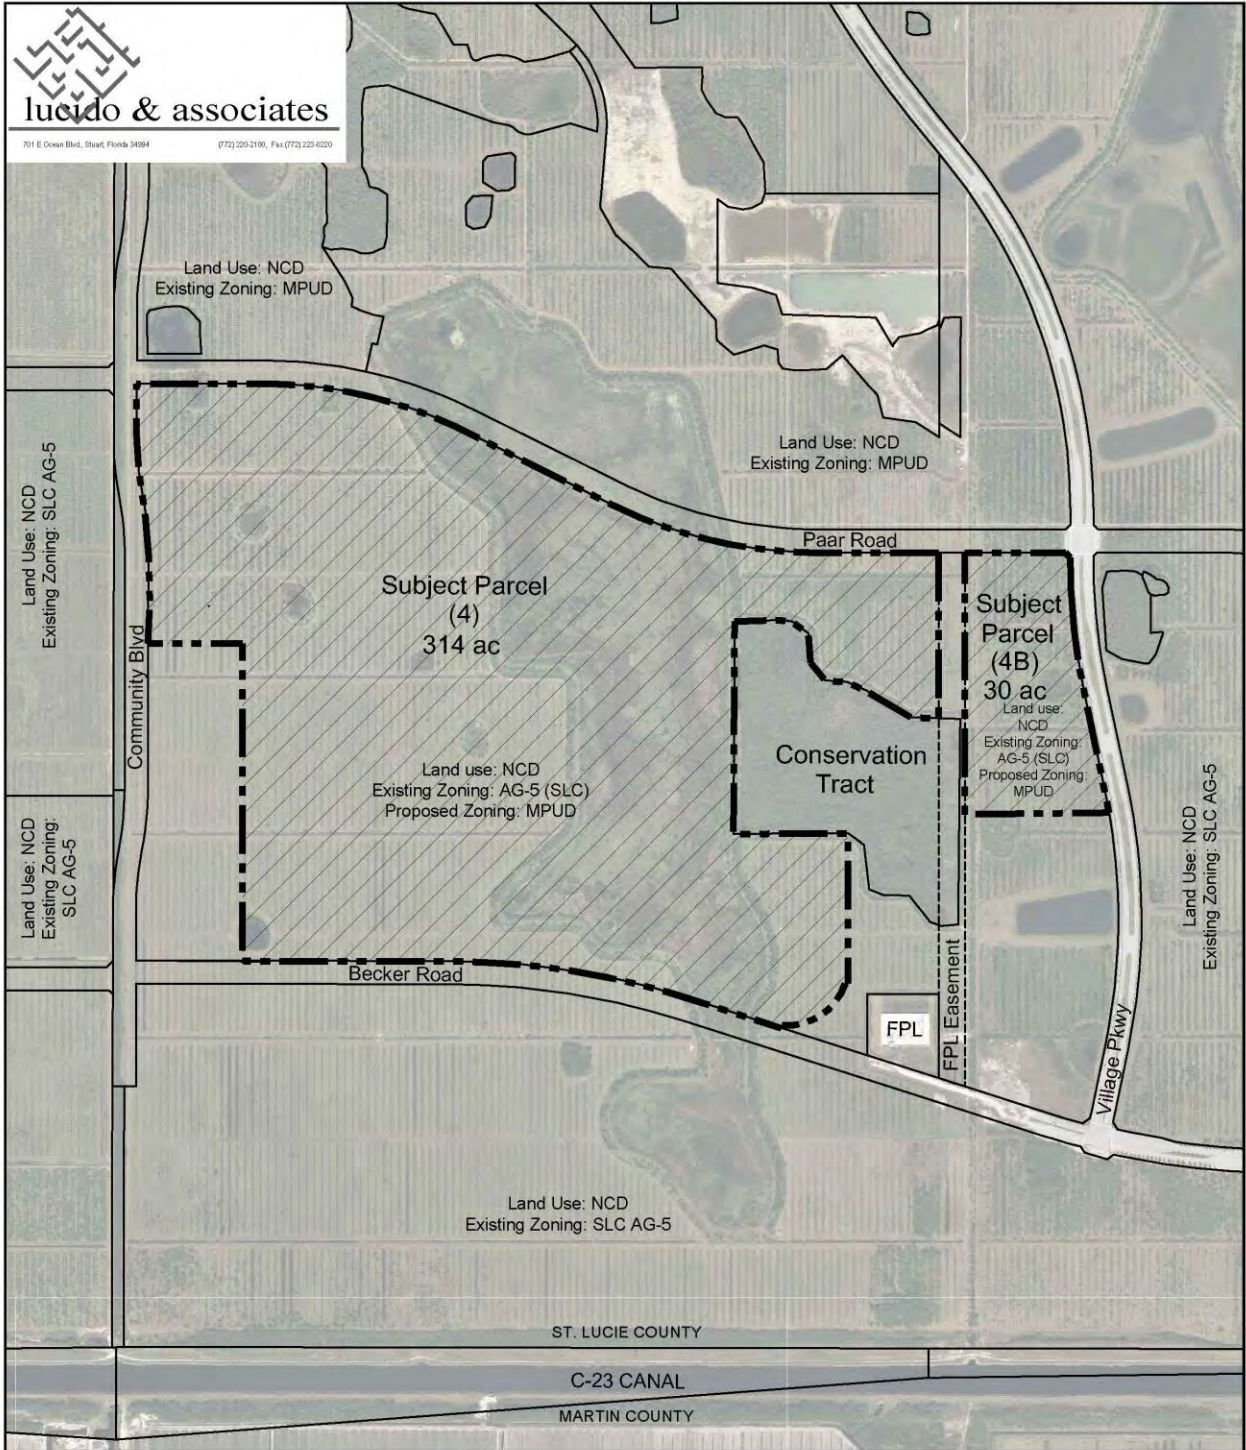 lucido & associates
701 E Ocean Blvd., Stuart, Florida 34994
(772) 220-2100, Fax (772) 223-0220
Land Use: NCD
Existing Zoning: MPUD
Land Use: NCD
Existing Zoning: MPUD
Land Use: NCD
Existing Zoning: SLC AG-5
Paar Road
Subject Parcel
(4)
314 ac
Subject
Parcel
(4B)
30 ac
Land use:
NCD
Existing Zoning:
AG-5 (SLC)
Proposed Zoning:
MPUD
Community Blvd
Conservation
Tract
Land use: NCD
Existing Zoning: AG-5 (SLC)
Proposed Zoning: MPUD
Land Use: NCD
Existing Zoning:
SLC AG-5
Land Use: NCD
Existing Zoning: SLC AG-5
Becker Road
FPL
FPL Easement
Village Pkwy
Land Use: NCD
Existing Zoning: SLC AG-5
ST. LUCIE COUNTY
C-23 CANAL
MARTIN COUNTY